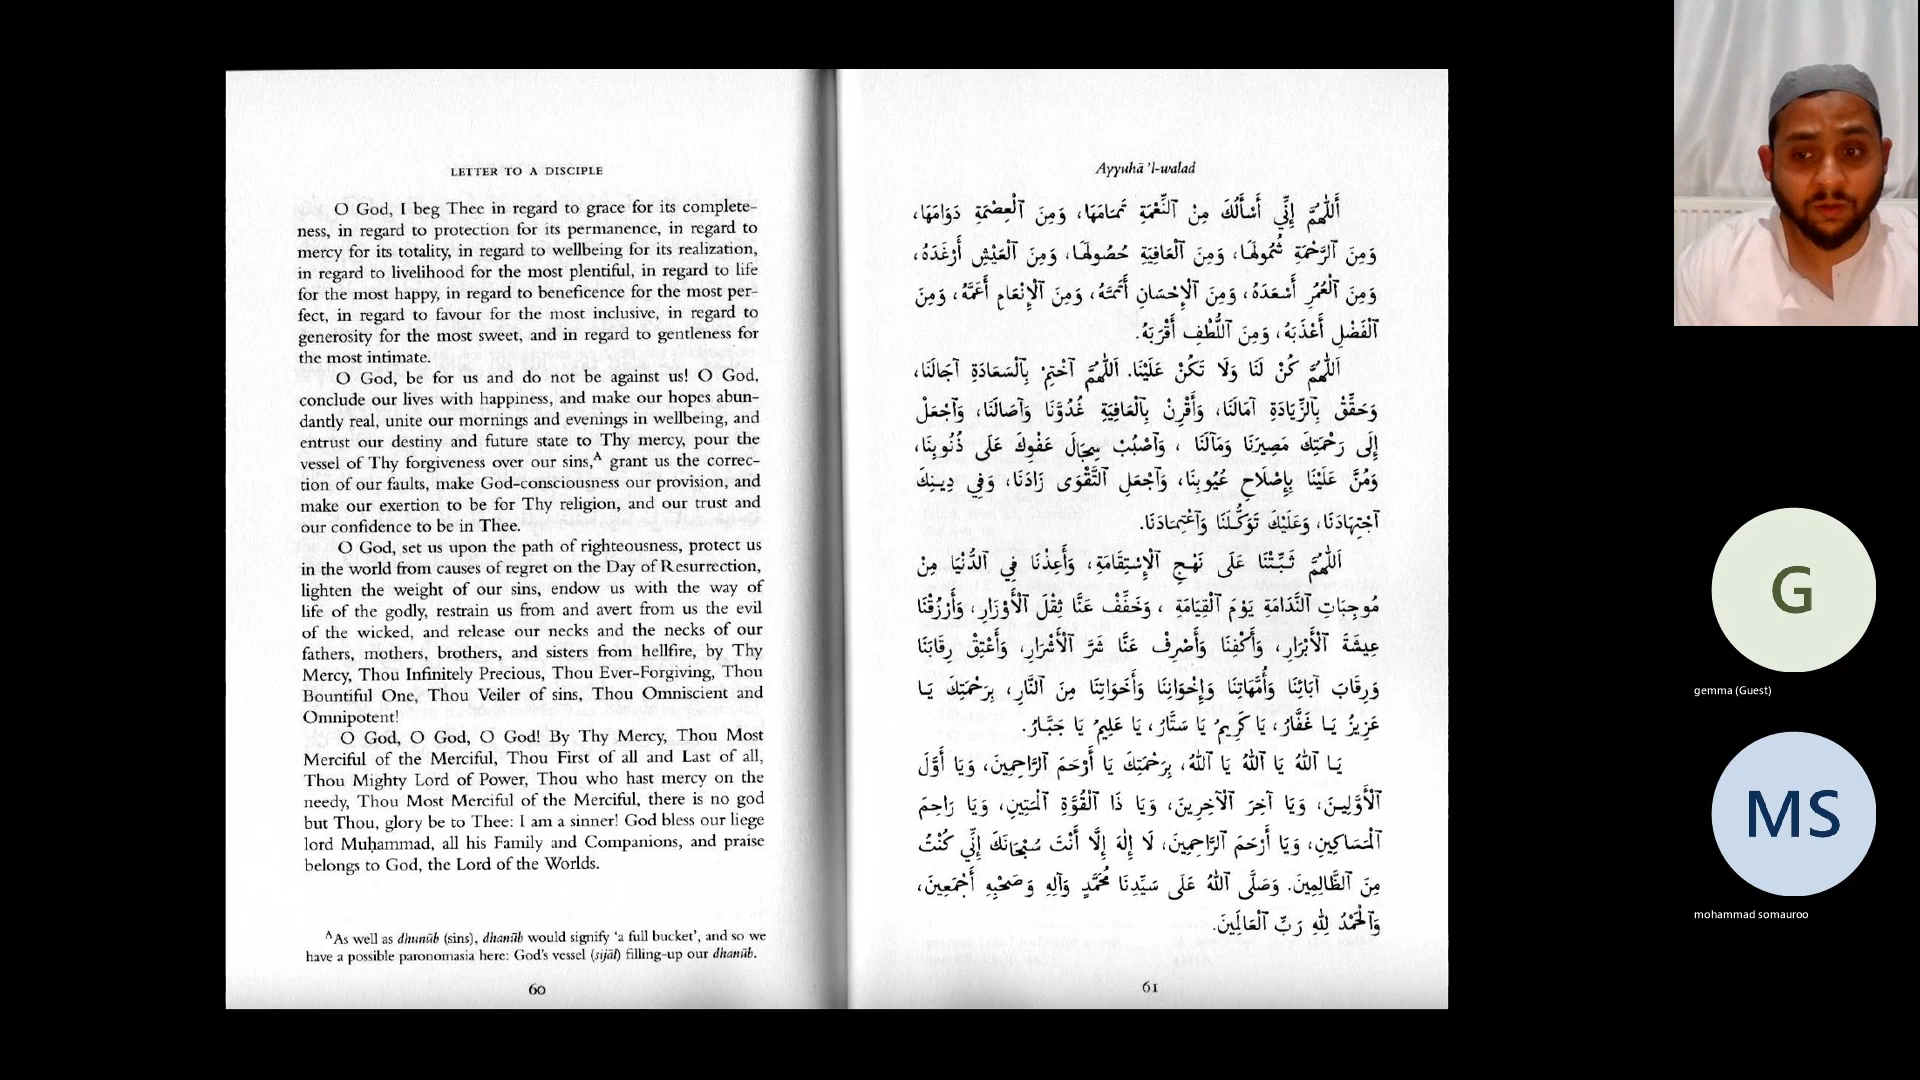 LETTER TO A DISCIPLE
O God, I beg Thee in regard to grace for its complete-
ness, in regard to protection for its permanence, in regard to
mercy for its totality, in regard to wellbeing for its realization,
in regard to livelihood for the most plentiful, in regard to life
for the most happy, in regard to beneficence for the most per-
fect, in regard to favour for the most inclusive, in regard to
generosity for the most sweet, and in regard to gentleness for
the most intimate.
O God, be for us and do not be against us! O God,
conclude our lives with happiness, and make our hopes abun-
dantly real, unite our mornings and evenings in wellbeing, and
entrust our destiny and future state to Thy mercy, pour the
vessel of Thy forgiveness over our sins,ᴬ grant us the correc-
tion of our faults, make God-consciousness our provision, and
make our exertion to be for Thy religion, and our trust and
our confidence to be in Thee.
O God, set us upon the path of righteousness, protect us
in the world from causes of regret on the Day of Resurrection,
lighten the weight of our sins, endow us with the way of
life of the godly, restrain us from and avert from us the evil
of the wicked, and release our necks and the necks of our
fathers, mothers, brothers, and sisters from hellfire, by Thy
Mercy, Thou Infinitely Precious, Thou Ever-Forgiving, Thou
Bountiful One, Thou Veiler of sins, Thou Omniscient and
Omnipotent!
O God, O God, O God! By Thy Mercy, Thou Most
Merciful of the Merciful, Thou First of all and Last of all,
Thou Mighty Lord of Power, Thou who hast mercy on the
needy, Thou Most Merciful of the Merciful, there is no god
but Thou, glory be to Thee: I am a sinner! God bless our liege
lord Muḥammad, all his Family and Companions, and praise
belongs to God, the Lord of the Worlds.
ᴬAs well as dhunūb (sins), dhanūb would signify ‘a full bucket’, and so we
have a possible paronomasia here: God's vessel (sijāl) filling-up our dhanūb.
60
Ayyuhā 'l-walad
أَللّٰهُمَّ إِنِّي أَسْأَلُكَ مِنْ ٱلنِّعْمَةِ تَمَامَهَا، وَمِنَ ٱلْعِصْمَةِ دَوَامَهَا،
وَمِنَ ٱلرَّحْمَةِ شُمُولَهَا، وَمِنَ ٱلْعَافِيَةِ حُصُولَهَا، وَمِنَ ٱلْعَيْشِ أَرْغَدَهُ،
وَمِنَ ٱلْعُمُرِ أَسْعَدَهُ، وَمِنَ ٱلْإِحْسَانِ أَتَمَّهُ، وَمِنَ ٱلْإِنْعَامِ أَعَمَّهُ، وَمِنَ
ٱلْفَضْلِ أَعْذَبَهُ، وَمِنَ ٱللُّطْفِ أَقْرَبَهُ.
اَللّٰهُمَّ كُنْ لَنَا وَلَا تَكُنْ عَلَيْنَا. اَللّٰهُمَّ ٱخْتِمْ بِٱلسَّعَادَةِ آجَالَنَا،
وَحَقِّقْ بِٱلزِّيَادَةِ آمَالَنَا، وَٱقْرِنْ بِٱلْعَافِيَةِ غُدُوَّنَا وَآصَالَنَا، وَٱجْعَلْ
إِلَى رَحْمَتِكَ مَصِيرَنَا وَمَآلَنَا ، وَٱصْبُبْ سِجَالَ عَفْوِكَ عَلَى ذُنُوبِنَا،
وَمُنَّ عَلَيْنَا بِإِصْلَاحِ عُيُوبِنَا، وَٱجْعَلِ ٱلتَّقْوَى زَادَنَا، وَفِي دِينِكَ
ٱجْتِهَادَنَا، وَعَلَيْكَ تَوَكُّلَنَا وَٱعْتِمَادَنَا.
اَللّٰهُمَّ ثَبِّتْنَا عَلَى نَهْجِ ٱلْإِسْتِقَامَةِ، وَأَعِذْنَا فِي ٱلدُّنْيَا مِنْ
مُوجِبَاتِ ٱلنَّدَامَةِ يَوْمَ ٱلْقِيَامَةِ ، وَخَفِّفْ عَنَّا ثِقْلَ ٱلْأَوْزَارِ، وَٱرْزُقْنَا
عِيشَةَ ٱلْأَبْرَارِ، وَٱكْفِنَا وَٱصْرِفْ عَنَّا شَرَّ ٱلْأَشْرَارِ، وَأَعْتِقْ رِقَابَنَا
وَرِقَابَ آبَائِنَا وَأُمَّهَاتِنَا وَإِخْوَانِنَا وَأَخَوَاتِنَا مِنَ ٱلنَّارِ، بِرَحْمَتِكَ يَا
عَزِيزُ يَا غَفَّارُ، يَا كَرِيمُ يَا سَتَّارُ، يَا عَلِيمُ يَا جَبَّارُ.
يَا ٱللّٰهُ يَا ٱللّٰهُ يَا ٱللّٰهُ، بِرَحْمَتِكَ يَا أَرْحَمَ ٱلرَّاحِمِينَ، وَيَا أَوَّلَ
ٱلْأَوَّلِينَ، وَيَا آخِرَ ٱلْآخِرِينَ، وَيَا ذَا ٱلْقُوَّةِ ٱلْمَتِينِ، وَيَا رَاحِمَ
ٱلْمَسَاكِينِ، وَيَا أَرْحَمَ ٱلرَّاحِمِينَ، لَا إِلٰهَ إِلَّا أَنْتَ سُبْحَانَكَ إِنِّي كُنْتُ
مِنَ ٱلظَّالِمِينَ. وَصَلَّى ٱللّٰهُ عَلَى سَيِّدِنَا مُحَمَّدٍ وَآلِهِ وَصَحْبِهِ أَجْمَعِينَ،
وَٱلْحَمْدُ لِلّٰهِ رَبِّ ٱلْعَالَمِينَ.
61
G
gemma (Guest)
MS
mohammad somauroo